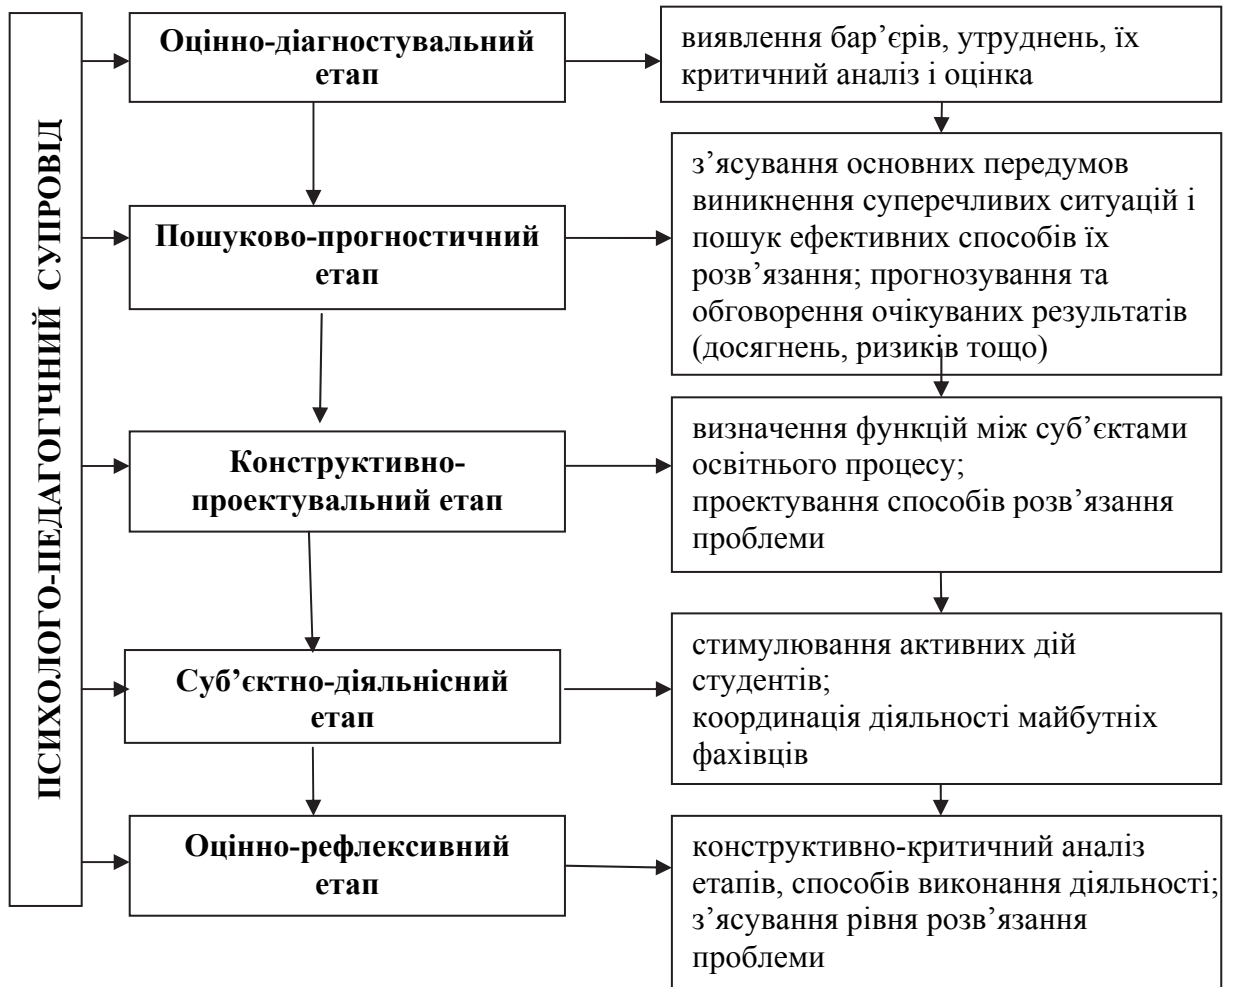 ПСИХОЛОГО-ПЕДАГОГІЧНИЙ СУПРОВІД
Оцінно-діагностувальний
етап
виявлення бар’єрів, утруднень, їх
критичний аналіз і оцінка
Пошуково-прогностичний
етап
з’ясування основних передумов
виникнення суперечливих ситуацій і
пошук ефективних способів їх
розв’язання; прогнозування та
обговорення очікуваних результатів
(досягнень, ризиків тощо)
Конструктивно-
проектувальний етап
визначення функцій між суб’єктами
освітнього процесу;
проектування способів розв’язання
проблеми
Суб’єктно-діяльнісний
етап
стимулювання активних дій
студентів;
координація діяльності майбутніх
фахівців
Оцінно-рефлексивний
етап
конструктивно-критичний аналіз
етапів, способів виконання діяльності;
з’ясування рівня розв’язання
проблеми